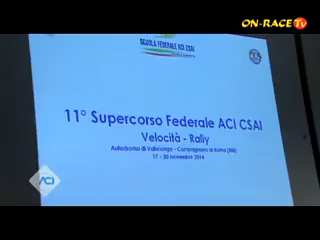 ON-RACE TV
SCUOLA FEDERALE ACI CSAI
11° Supercorso Federale ACI CSAI
Velocità - Rally
Autodromo di Vallelunga - Campagnano di Roma (RM)
17 - 20 novembre 2014
ACI